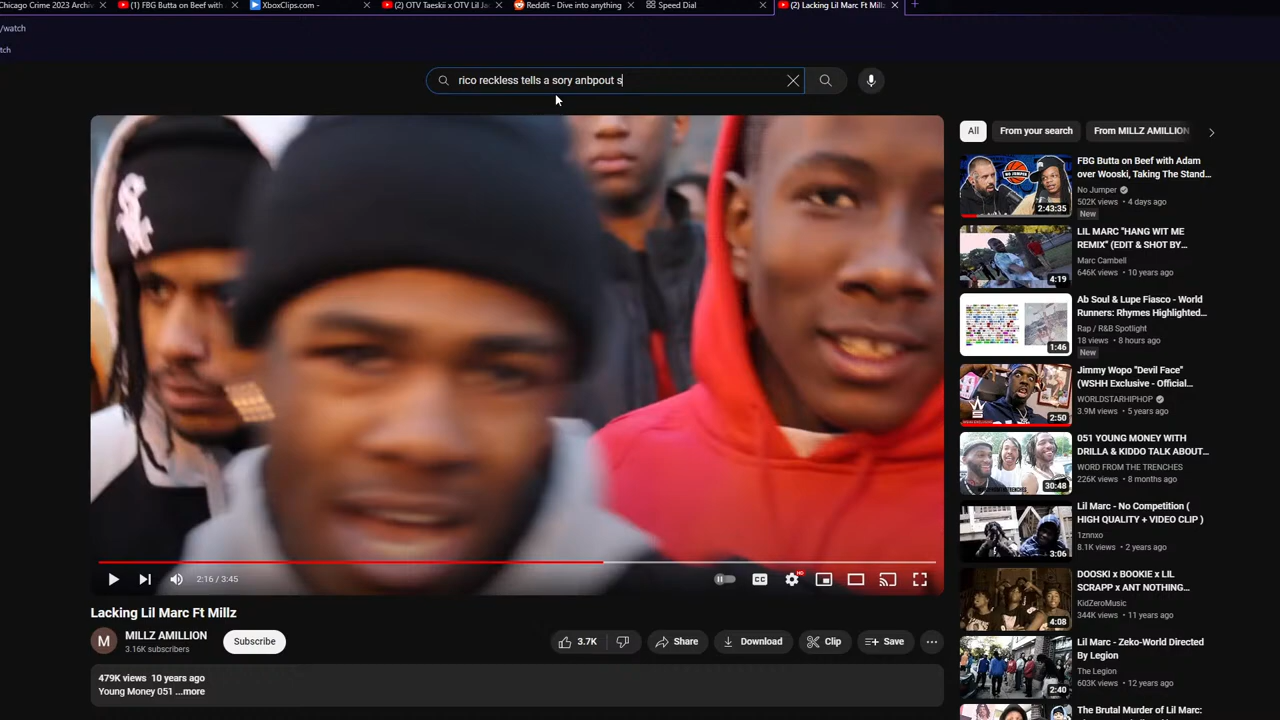 Chicago Crime 2023 Archiv
(1) FBG Butta on Beef with
XboxClips.com -
(2) OTV Taeskii x OTV Lil Ja
Reddit - Dive into anything
Speed Dial
(2) Lacking Lil Marc Ft Millz
/watch
tch
rico reckless tells a sory anbpout s
All
From your search
From MILLZ AMILLION
FBG Butta on Beef with Adam
over Wooski, Taking The Stand...
No Jumper
502K views • 4 days ago
New
2:43:35
LIL MARC "HANG WIT ME
REMIX" (EDIT & SHOT BY...
Marc Cambell
646K views • 10 years ago
4:19
Ab Soul & Lupe Fiasco - World
Runners: Rhymes Highlighted...
Rap / R&B Spotlight
18 views • 8 hours ago
New
1:46
Jimmy Wopo "Devil Face"
(WSHH Exclusive - Official...
WORLDSTARHIPHOP
3.9M views • 5 years ago
2:50
051 YOUNG MONEY WITH
DRILLA & KIDDO TALK ABOUT...
WORD FROM THE TRENCHES
226K views • 8 months ago
30:48
Lil Marc - No Competition (
HIGH QUALITY + VIDEO CLIP )
1znnxo
8.1K views • 2 years ago
3:06
DOOSKI x BOOKIE x LIL
SCRAPP x ANT NOTHING...
KidZeroMusic
344K views • 11 years ago
4:08
Lil Marc - Zeko-World Directed
By Legion
The Legion
603K views • 12 years ago
2:40
The Brutal Murder of Lil Marc:
2:16 / 3:45
CC
HD
Lacking Lil Marc Ft Millz
M
MILLZ AMILLION
3.16K subscribers
Subscribe
3.7K
Share
Download
Clip
Save
479K views 10 years ago
Young Money 051 ...more